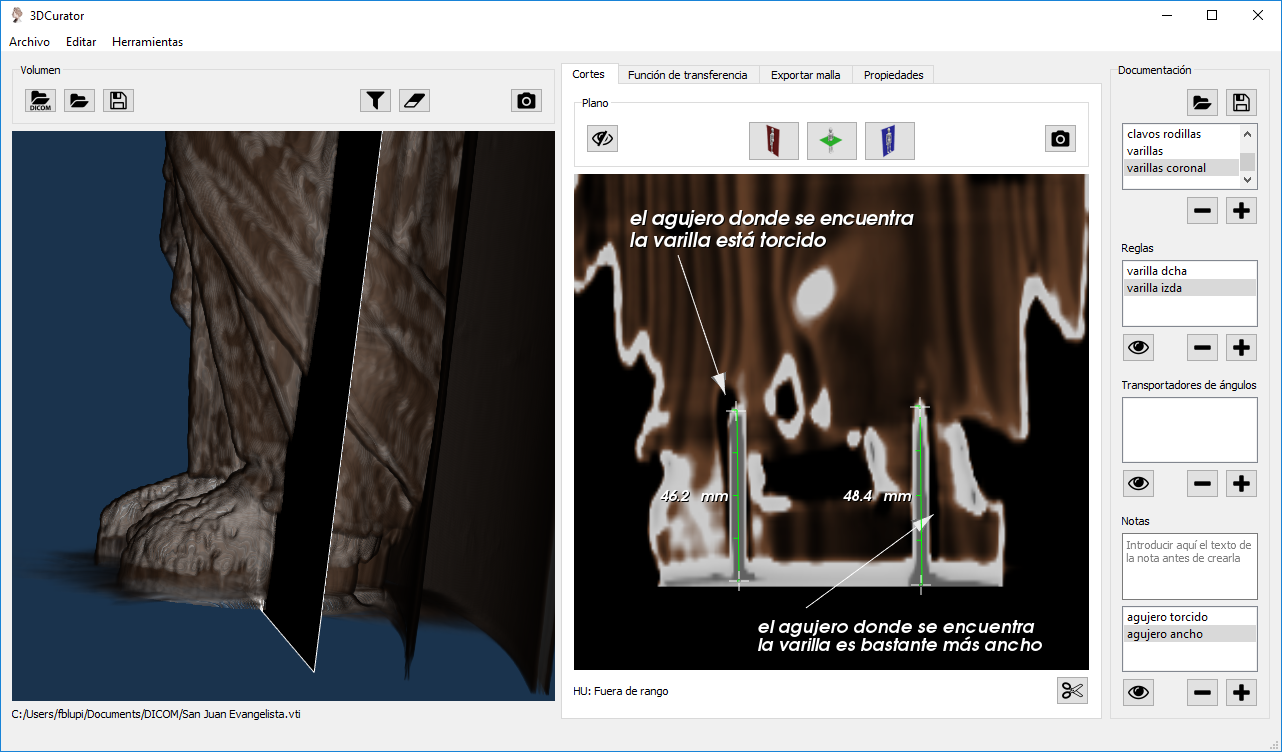 3DCurator
Archivo Editar Herramientas
Volumen
DICOM
C:/Users/fblupi/Documents/DICOM/San Juan Evangelista.vti
Cortes Función de transferencia Exportar malla Propiedades
Plano
el agujero donde se encuentra
la varilla está torcido
46.2 mm
48.4 mm
el agujero donde se encuentra
la varilla es bastante más ancho
HU: Fuera de rango
Documentación
clavos rodillas
varillas
varillas coronal
Reglas
varilla dcha
varilla izda
Transportadores de ángulos
Notas
Introducir aquí el texto de
la nota antes de crearla
agujero torcido
agujero ancho